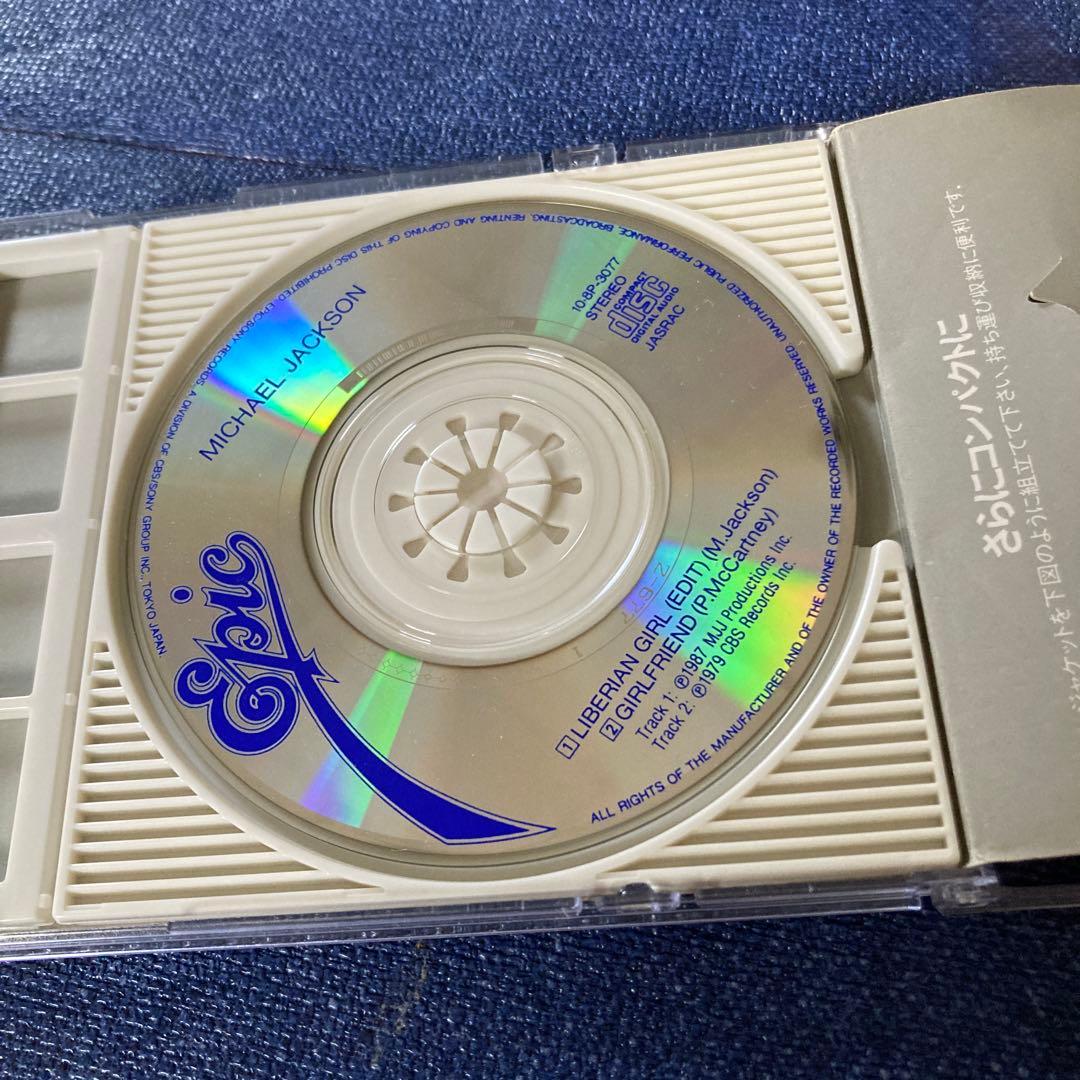 MICHAEL JACKSON
Epic
10·8P-3077
STEREO
COMPACT
disc
DIGITAL AUDIO
JASRAC
1 LIBERIAN GIRL (EDIT) (M.Jackson)
2 GIRLFRIEND (P.McCartney)
Track 1: ℗1987 MJJ Productions Inc.
Track 2: ℗1979 CBS Records Inc.
ALL RIGHTS OF THE MANUFACTURER AND OF THE OWNER OF THE RECORDED WORKS RESERVED. UNAUTHORIZED PUBLIC PERFORMANCE, BROADCASTING, RENTING AND COPYING OF THIS DISC PROHIBITED. EPIC/SONY RECORDS, A DIVISION OF CBS/SONY GROUP INC., TOKYO JAPAN.
さらにコンパクトに
ジャケットを下図のように組立てて下さい、持ち運び収納に便利です。